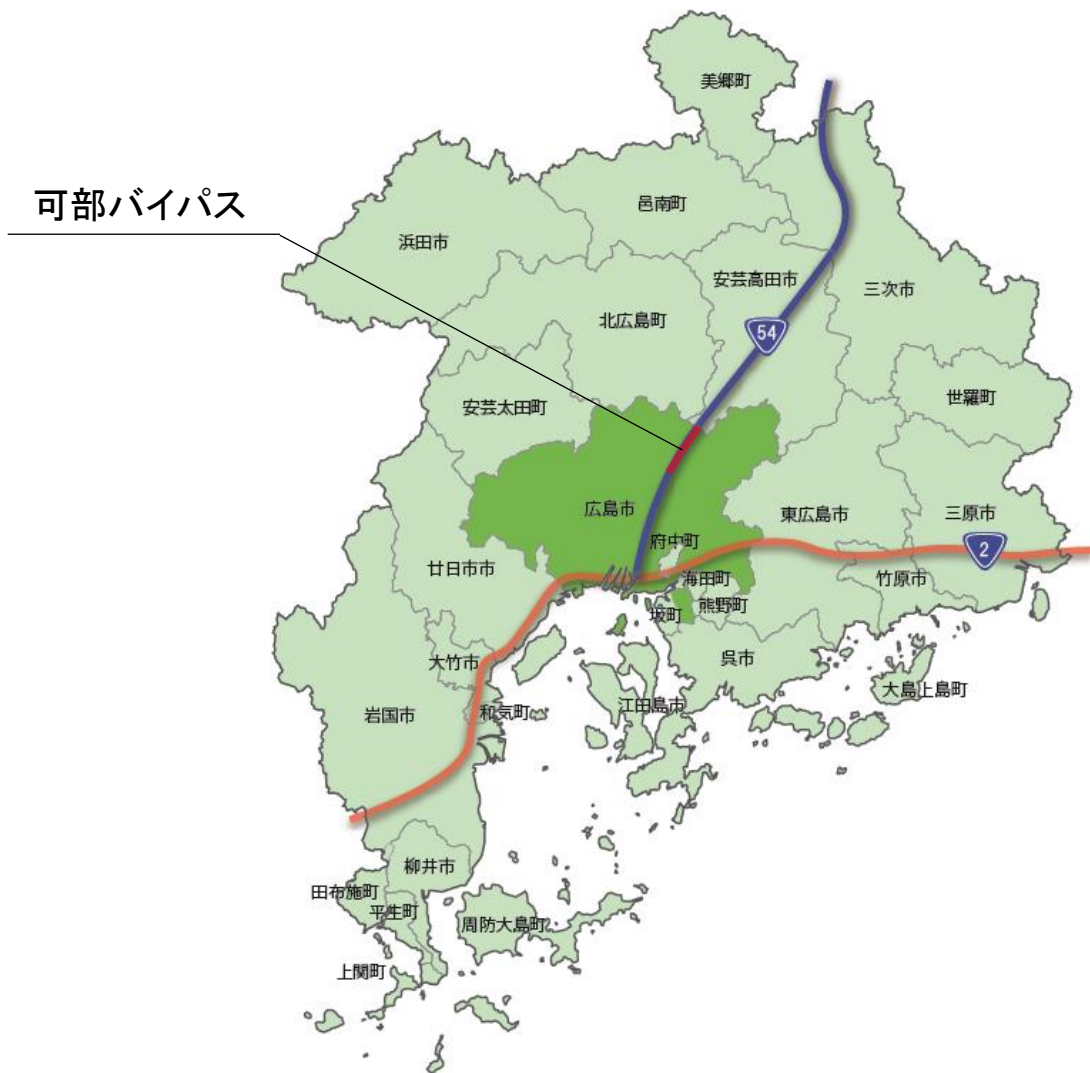 美郷町
可部バイパス
邑南町
浜田市
安芸高田市
三次市
北広島町
54
世羅町
安芸太田町
広島市
東広島市
三原市
府中町
2
廿日市市
海田町
竹原市
熊野町
坂町
呉市
大竹市
大島上島町
江田島市
岩国市
和気町
柳井市
田布施町
平生町
周防大島町
上関町